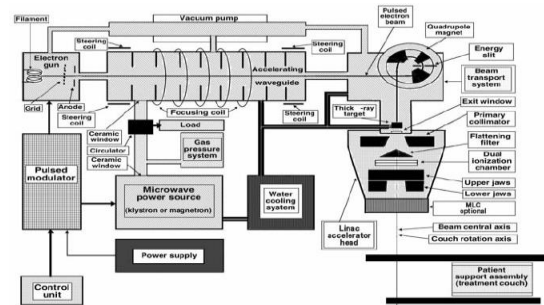 Vacuum pump
Filament
Electron
gun
Steering
coil
Steering
coil
Pulsed
electron
beam
Quadrupole
magnet
Energy
slit
Accelerating
waveguide
Beam
transport
system
Grid
Anode
Steering
coil
Focusing coil
Steering
coil
Thick -ray
target
Exit window
Primary
collimator
Flattening
filter
Dual
ionization
chamber
Upper jaws
Lower jaws
MLC
optional
Ceramic
window
Circulator
Ceramic
window
Load
Gas
pressure
system
Pulsed
modulator
Microwave
power source
(klystron or magnetron)
Water
cooling
system
Linac
accelerator
head
Beam central axis
Couch rotation axis
Power supply
Control
unit
Patient
support assembly
(treatment couch)